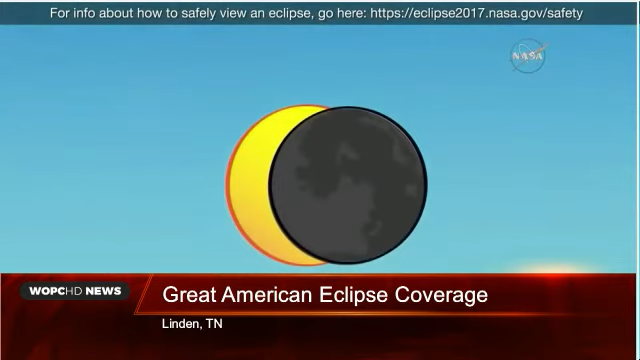 For info about how to safely view an eclipse, go here: https://eclipse2017.nasa.gov/safety
NASA
WOPCHD NEWS
Great American Eclipse Coverage
Linden, TN